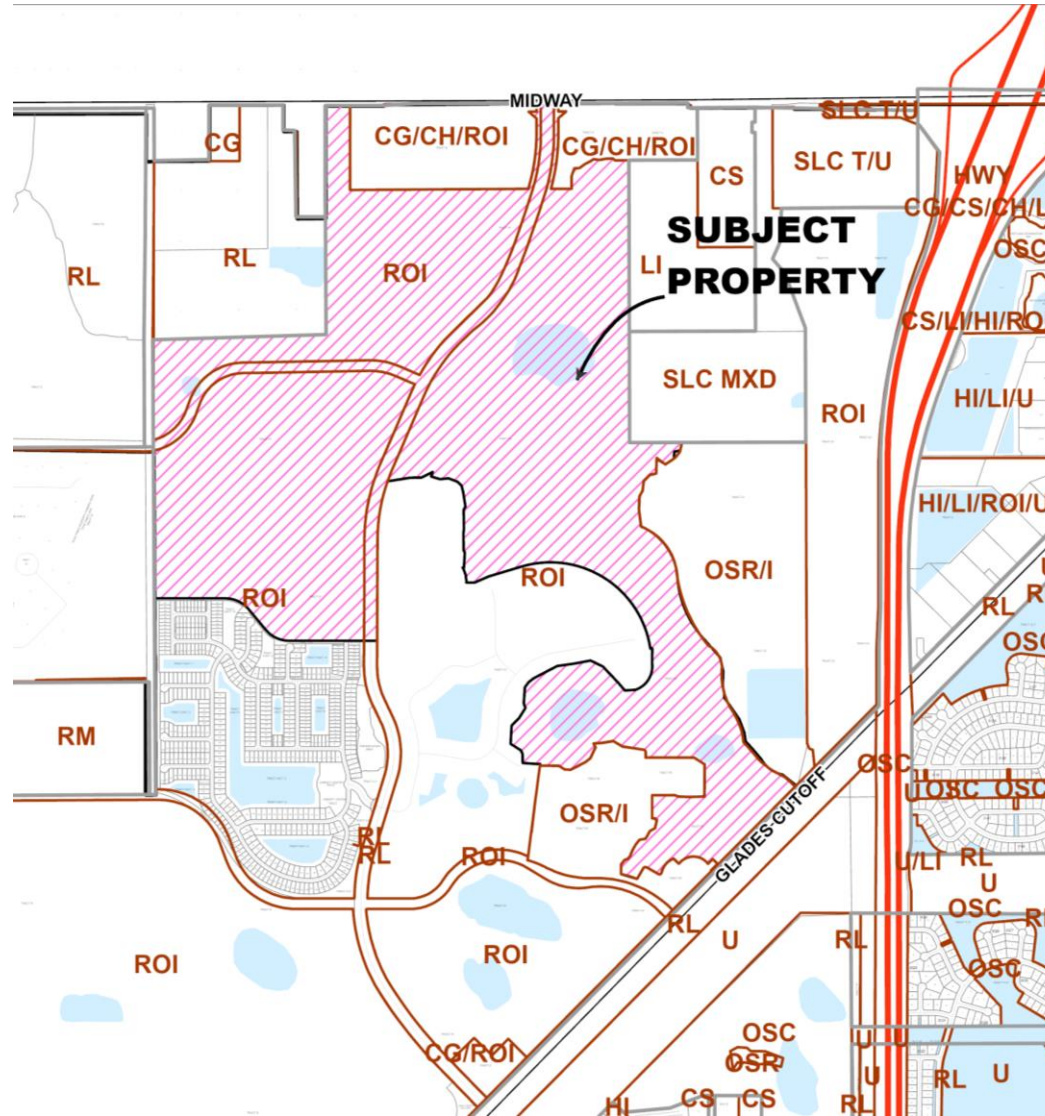 MIDWAY
SLC T/U
CG
CG/CH/ROI
CG/CH/ROI
CS
SLC T/U
HWY
CG/CS/CH/L
SUBJECT
PROPERTY
OSC
RL
RL
ROI
LI
CS/LI/HI/RO
SLC MXD
ROI
HI/LI/U
HI/LI/ROI/U
OSR/I
ROI
ROI
RL
OSC
RM
OSC
GLADES CUTOFF
OSC
OSC
OSR/I
RL
RL
ROI
U/LI
RL
U
OSC
RL
U
RL
ROI
ROI
OSC
CG/ROI
OSC
OSR
U
U
U
RL
U
HI
CS
CS
RL